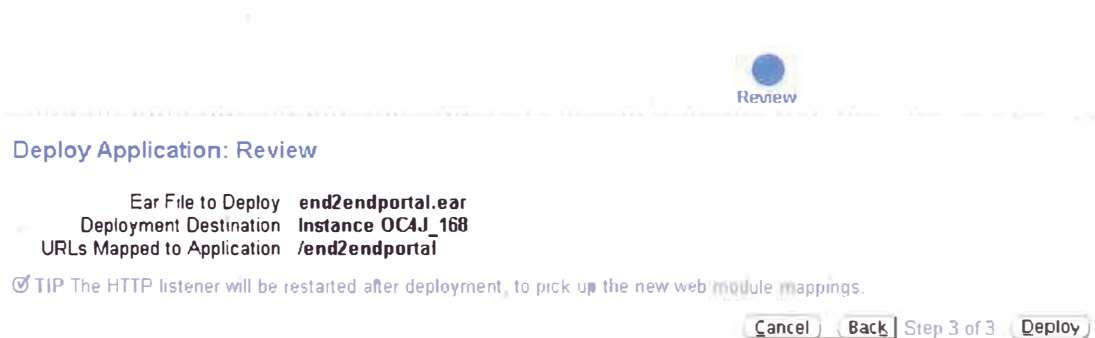 Review
Deploy Application: Review
Ear File to Deploy end2endportal.ear
Deployment Destination Instance OC4J_168
URLs Mapped to Application /end2endportal
TIP The HTTP listener will be restarted after deployment, to pick up the new web module mappings.
Cancel Back Step 3 of 3 Deploy